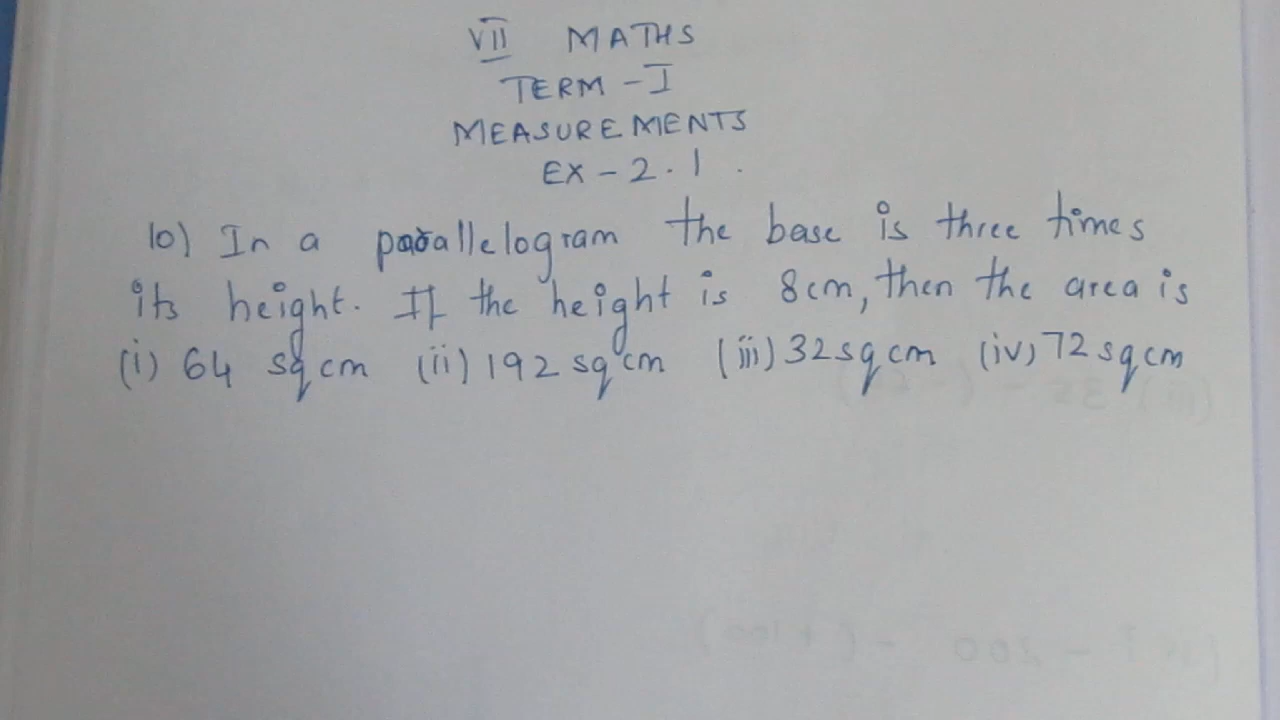 VII MATHS
TERM - I
MEASUREMENTS
EX - 2.1.
10) In a parallelogram the base is three times
its height. If the height is 8cm, then the area is
(i) 64 sq cm (ii) 192 sq cm (iii) 32 sq cm (iv) 72 sq cm